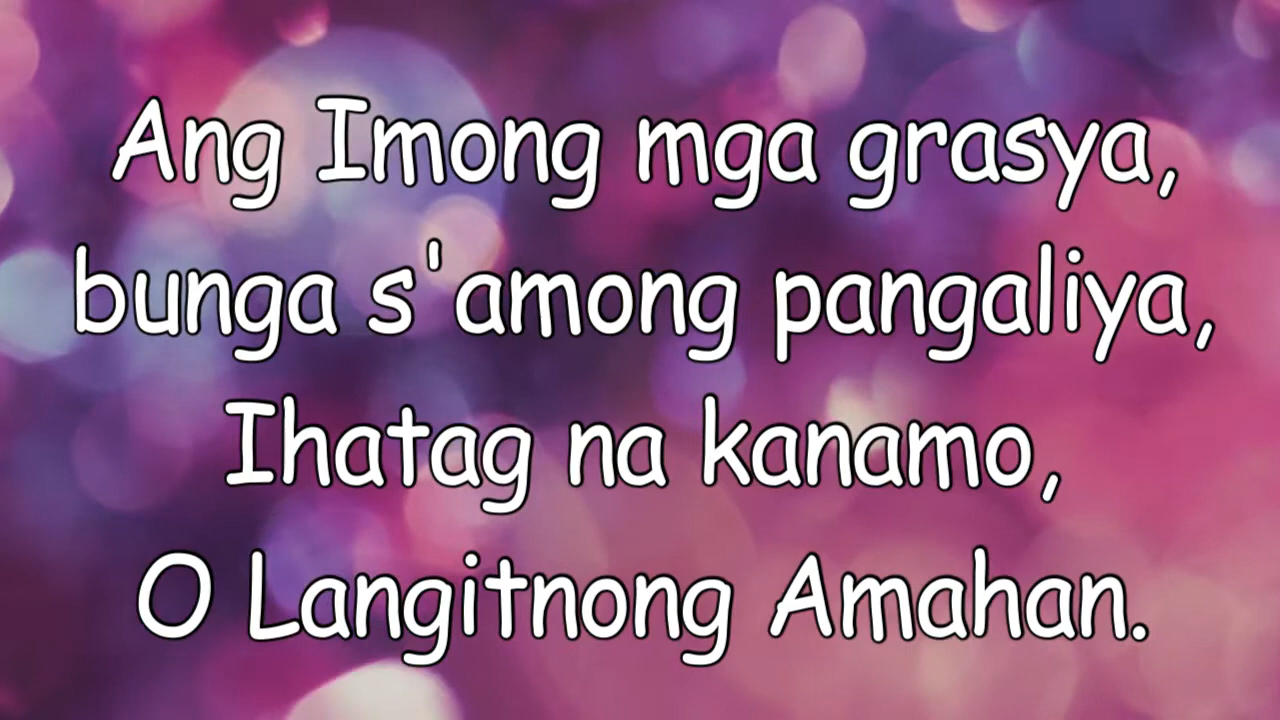 Ang Imong mga grasya,
bunga s'among pangaliya,
Ihatag na kanamo,
O Langitnong Amahan.